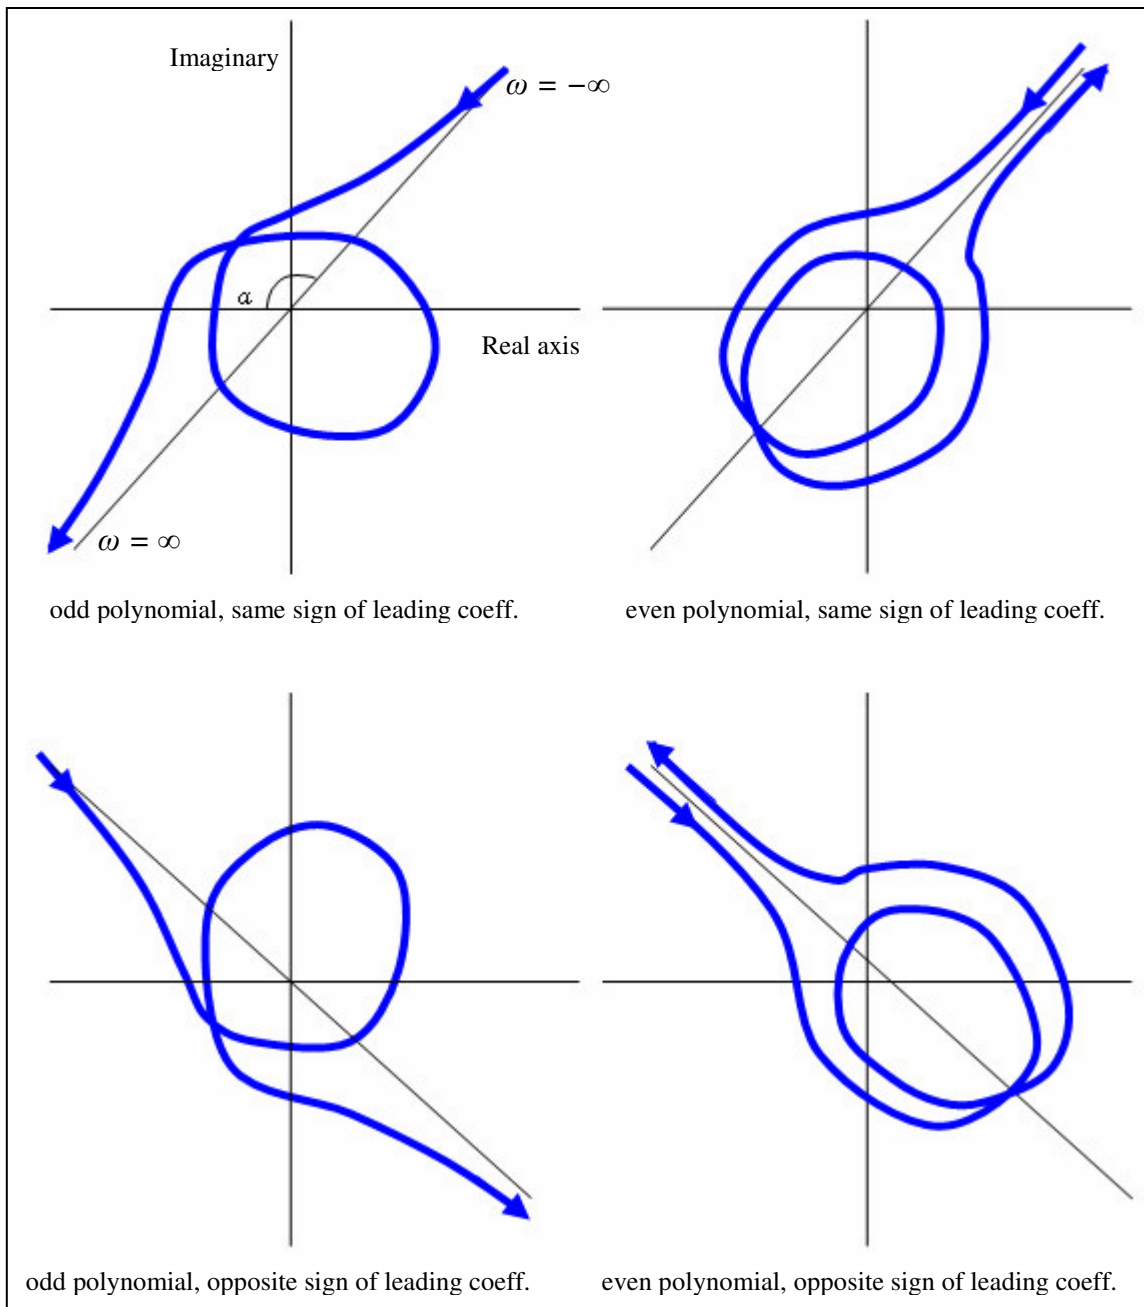 Imaginary
ω = −∞
α
Real axis
ω = ∞
odd polynomial, same sign of leading coeff.
even polynomial, same sign of leading coeff.
odd polynomial, opposite sign of leading coeff.
even polynomial, opposite sign of leading coeff.